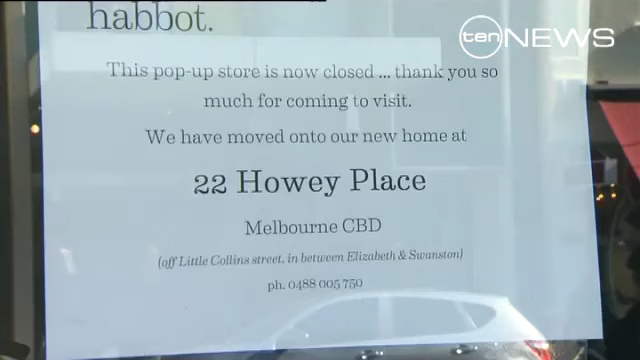 habbot.
ten NEWS
This pop-up store is now closed ... thank you so
much for coming to visit.
We have moved onto our new home at
22 Howey Place
Melbourne CBD
(off Little Collins street, in between Elizabeth & Swanston)
ph. 0488 005 750